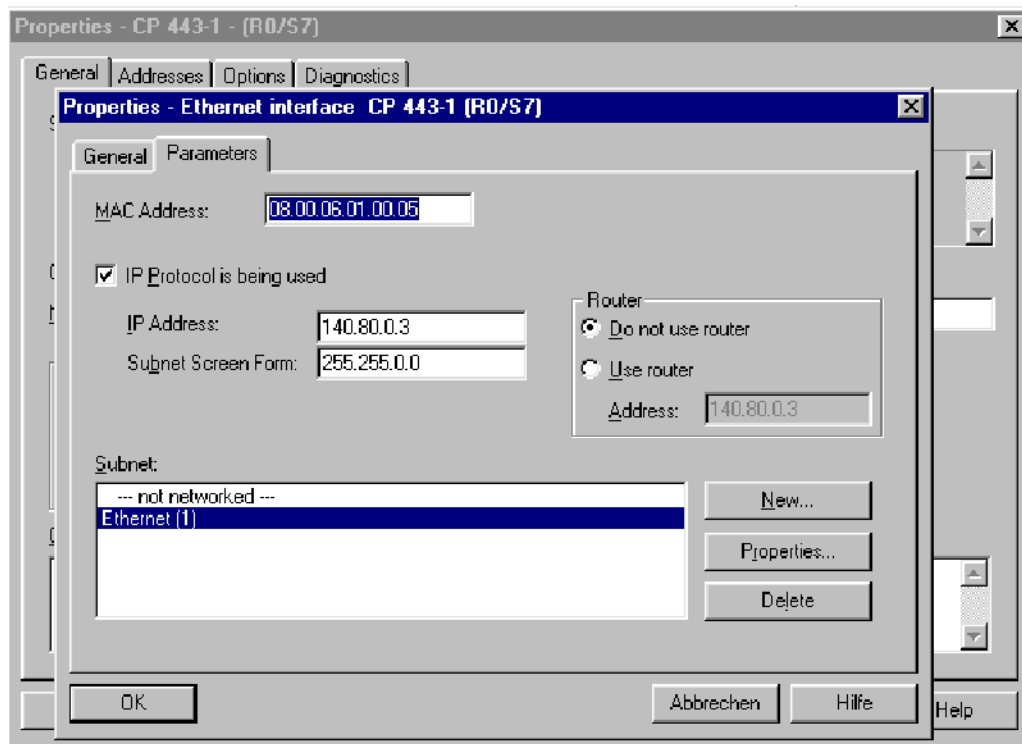 Properties - CP 443-1 - (R0/S7)
General Addresses Options Diagnostics
Properties - Ethernet interface CP 443-1 (R0/S7)
General Parameters
MAC Address: 08.00.06.01.00.05
IP Protocol is being used
IP Address: 140.80.0.3
Subnet Screen Form: 255.255.0.0
Router
Do not use router
Use router
Address: 140.80.0.3
Subnet:
--- not networked ---
Ethernet (1)
New...
Properties...
Delete
OK Abbrechen Hilfe
Help